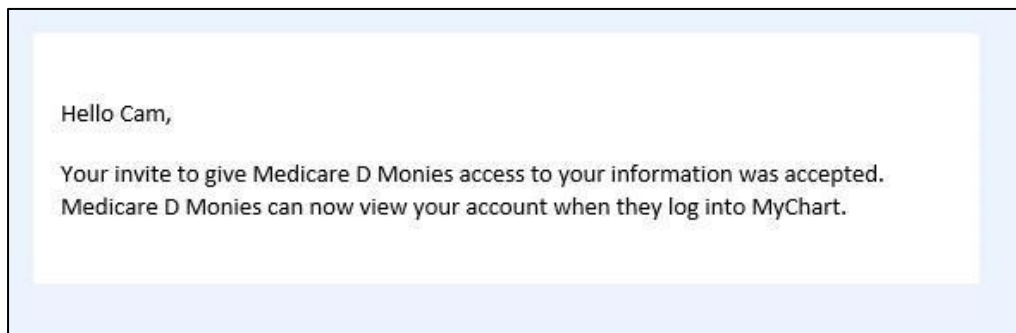 Hello Cam,
Your invite to give Medicare D Monies access to your information was accepted.
Medicare D Monies can now view your account when they log into MyChart.